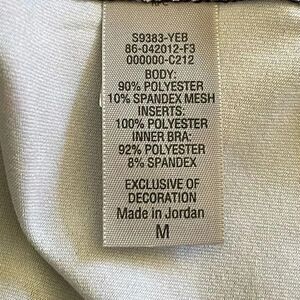 S9383-YEB
86-042012-F3
000000-C212
BODY:
90% POLYESTER
10% SPANDEX MESH
INSERTS:
100% POLYESTER
INNER BRA:
92% POLYESTER
8% SPANDEX
EXCLUSIVE OF
DECORATION
Made in Jordan
M